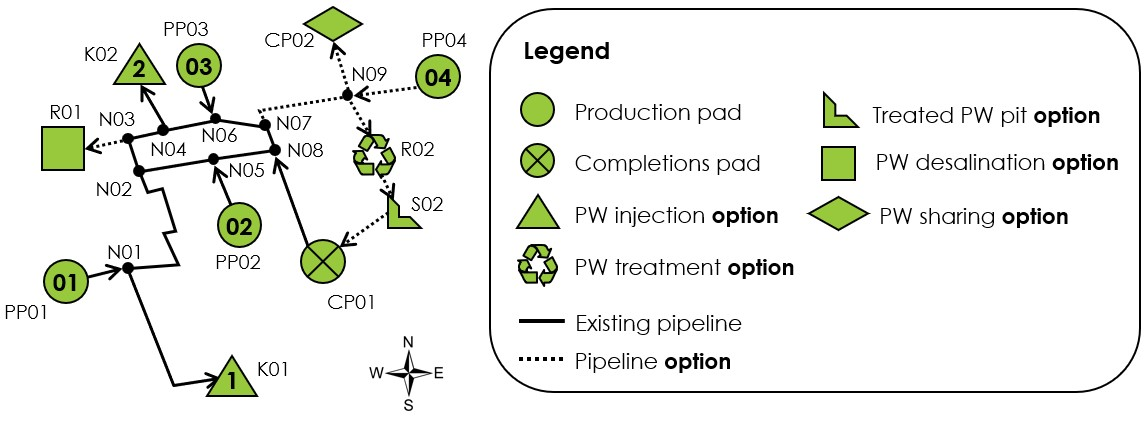 PP03
CP02
PP04
K02
2
03
04
N09
R01
N03
N06
N07
N04
N08
R02
N02
N05
S02
02
PP02
N01
01
PP01
CP01
1
K01
N
W
E
S
Legend
Production pad
Completions pad
PW injection option
PW treatment option
Existing pipeline
Pipeline option
Treated PW pit option
PW desalination option
PW sharing option